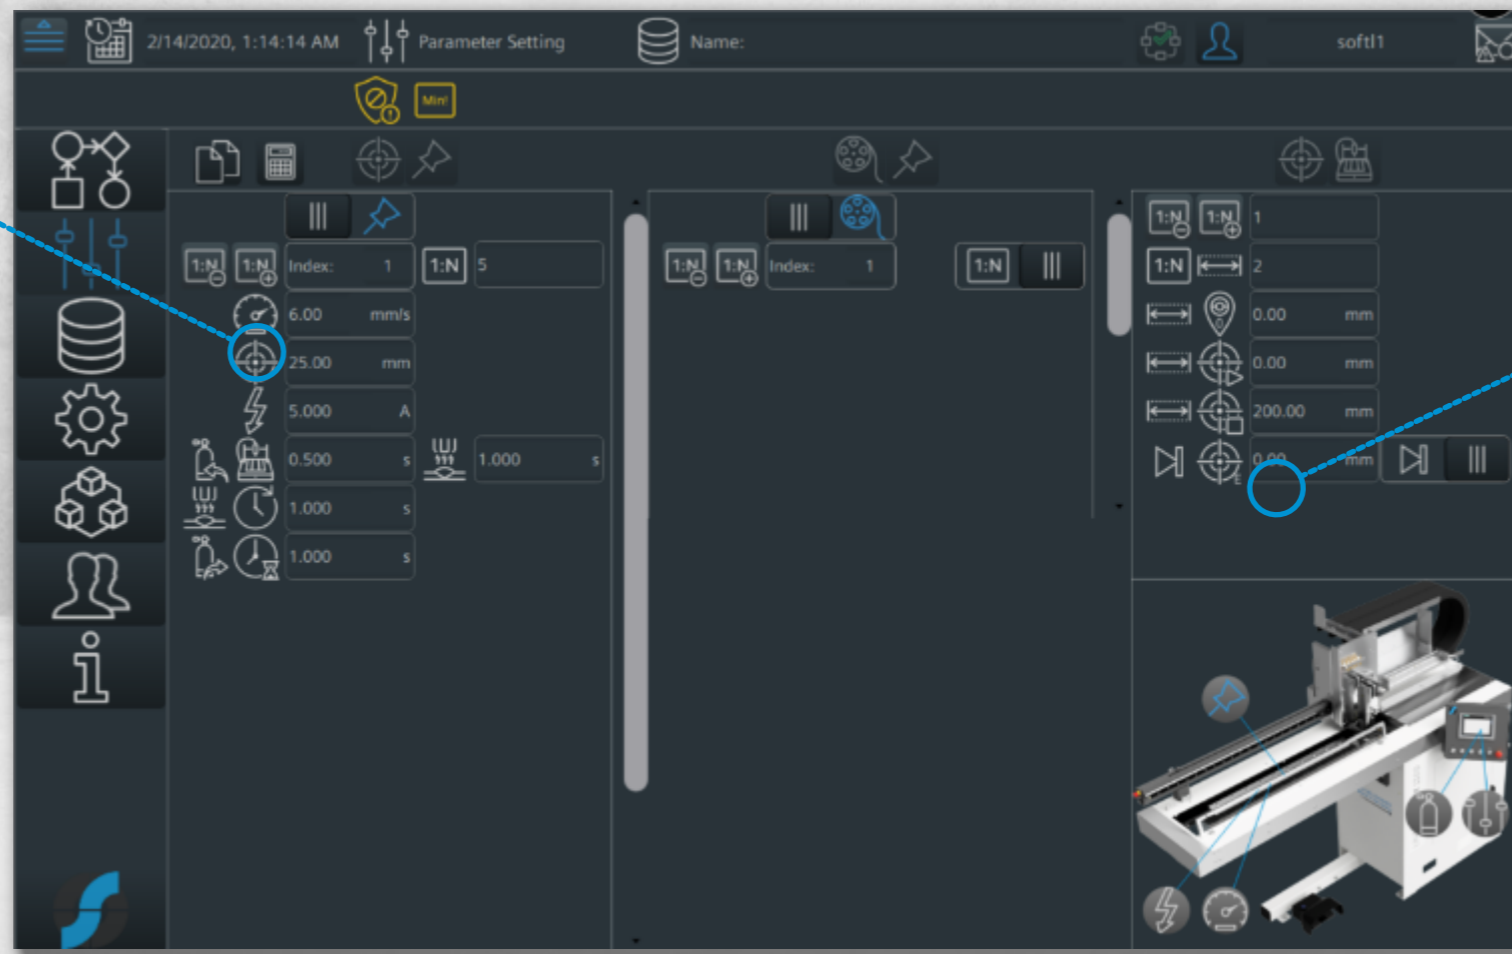 2/14/2020, 1:14:14 AM Parameter Setting Name: softl1
Min!
1:N 1:N Index: 1 1:N 5
6.00 mm/s
25.00 mm
5.000 A
0.500 s 1.000 s
1.000 s
1.000 s
1:N 1:N Index: 1 1:N
1:N 1:N 1
1:N 2
0.00 mm
0.00 mm
200.00 mm
0.00 mm